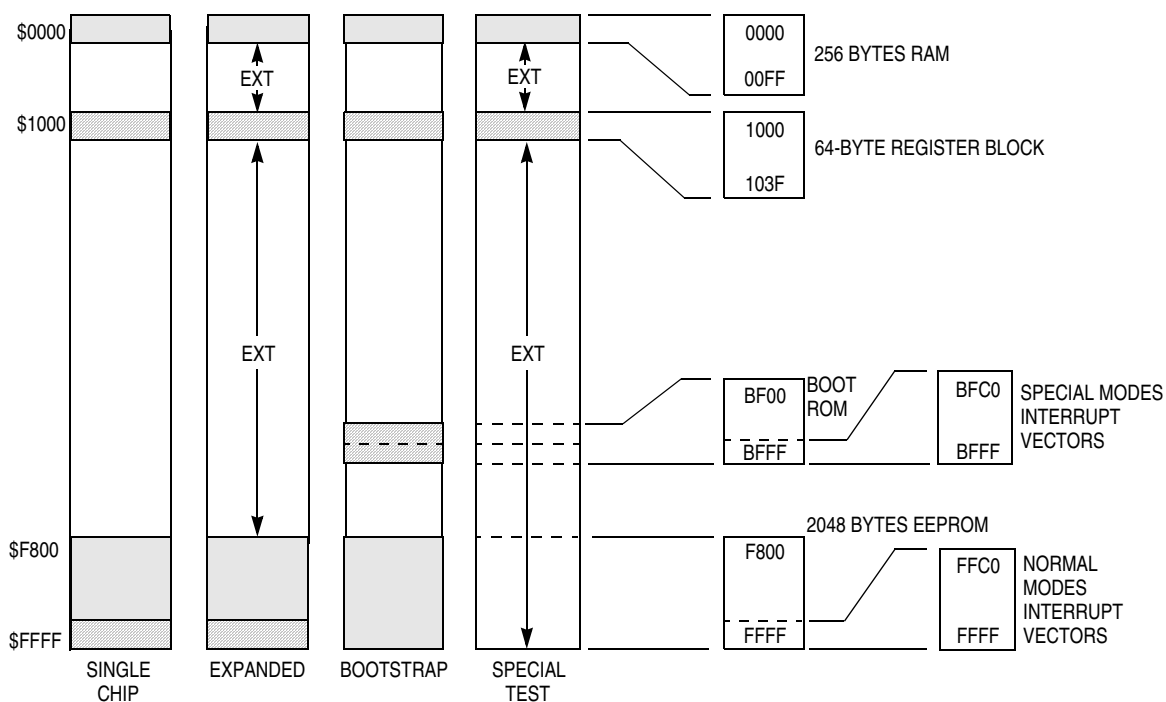 $0000
EXT
EXT
0000
00FF
256 BYTES RAM
$1000
1000
103F
64-BYTE REGISTER BLOCK
EXT
EXT
BF00
BFFF
BOOT
ROM
BFC0
BFFF
SPECIAL MODES
INTERRUPT
VECTORS
2048 BYTES EEPROM
$F800
F800
FFFF
FFC0
FFFF
NORMAL
MODES
INTERRUPT
VECTORS
$FFFF
SINGLE
CHIP
EXPANDED
BOOTSTRAP
SPECIAL
TEST